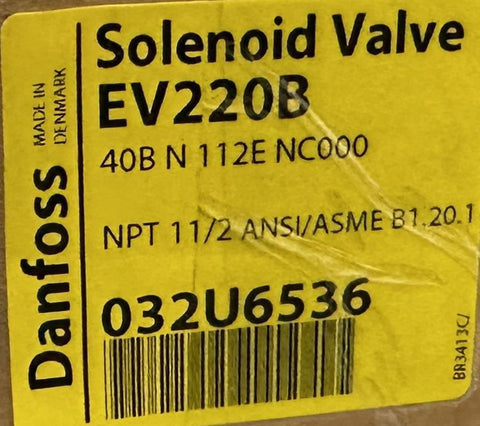 Solenoid Valve
EV220B
40B N 112E NC000
NPT 11/2 ANSI/ASME B1.20.1
032U6536
Danfoss
MADE IN
DENMARK